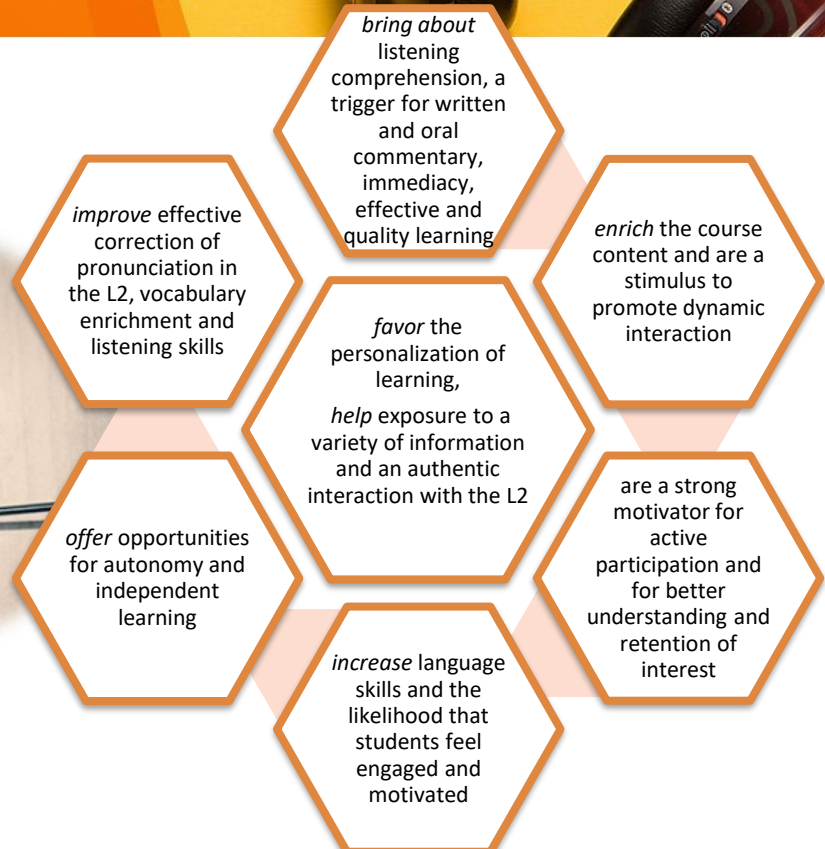 bring about
listening
comprehension, a
trigger for written
and oral
commentary,
immediacy,
effective and
quality learning
enrich the course
content and are a
stimulus to
promote dynamic
interaction
are a strong
motivator for
active
participation and
for better
understanding and
retention of
interest
increase language
skills and the
likelihood that
students feel
engaged and
motivated
offer opportunities
for autonomy and
independent
learning
improve effective
correction of
pronunciation in
the L2, vocabulary
enrichment and
listening skills
favor the
personalization of
learning,
help exposure to a
variety of information
and an authentic
interaction with the L2